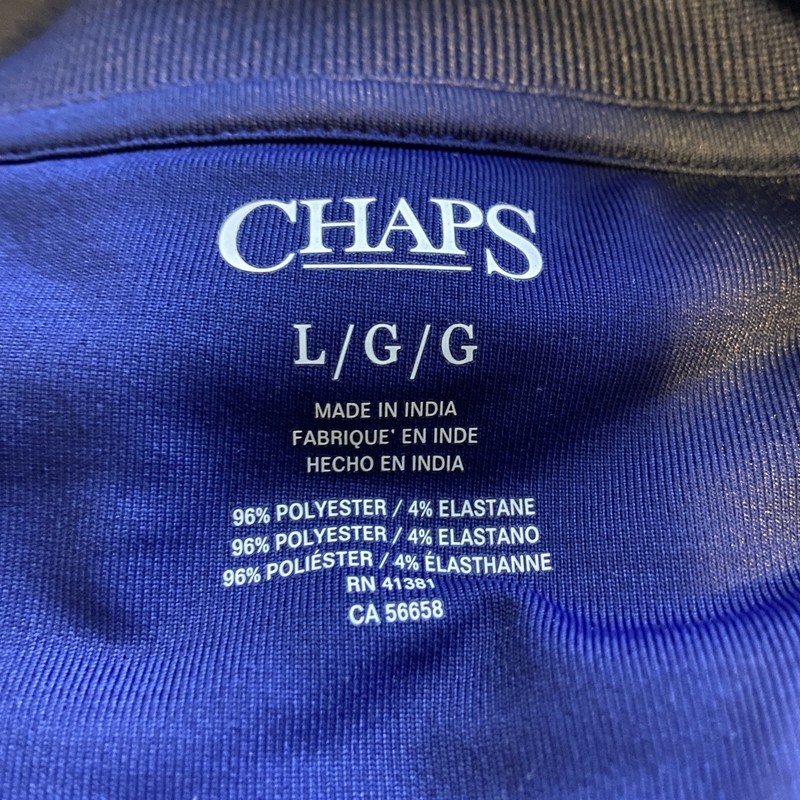 CHAPS
L/G/G
MADE IN INDIA
FABRIQUE' EN INDE
HECHO EN INDIA
96% POLYESTER / 4% ELASTANE
96% POLYESTER / 4% ELASTANO
96% POLIÉSTER / 4% ÉLASTHANNE
RN 41381
CA 56658